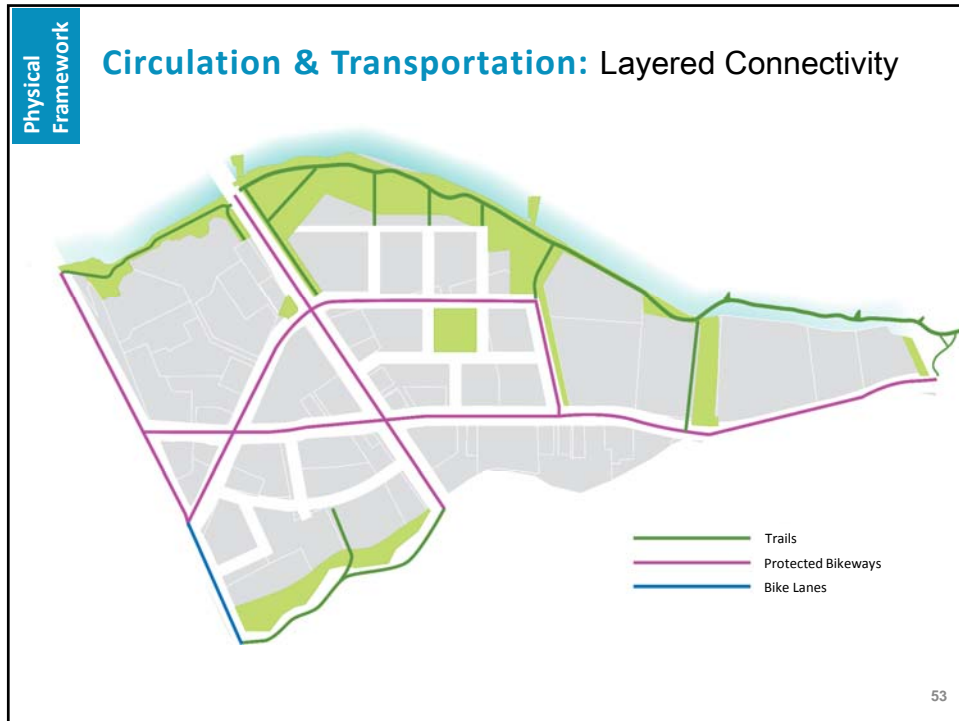 Physical
Framework
Circulation & Transportation: Layered Connectivity
Trails
Protected Bikeways
Bike Lanes
53